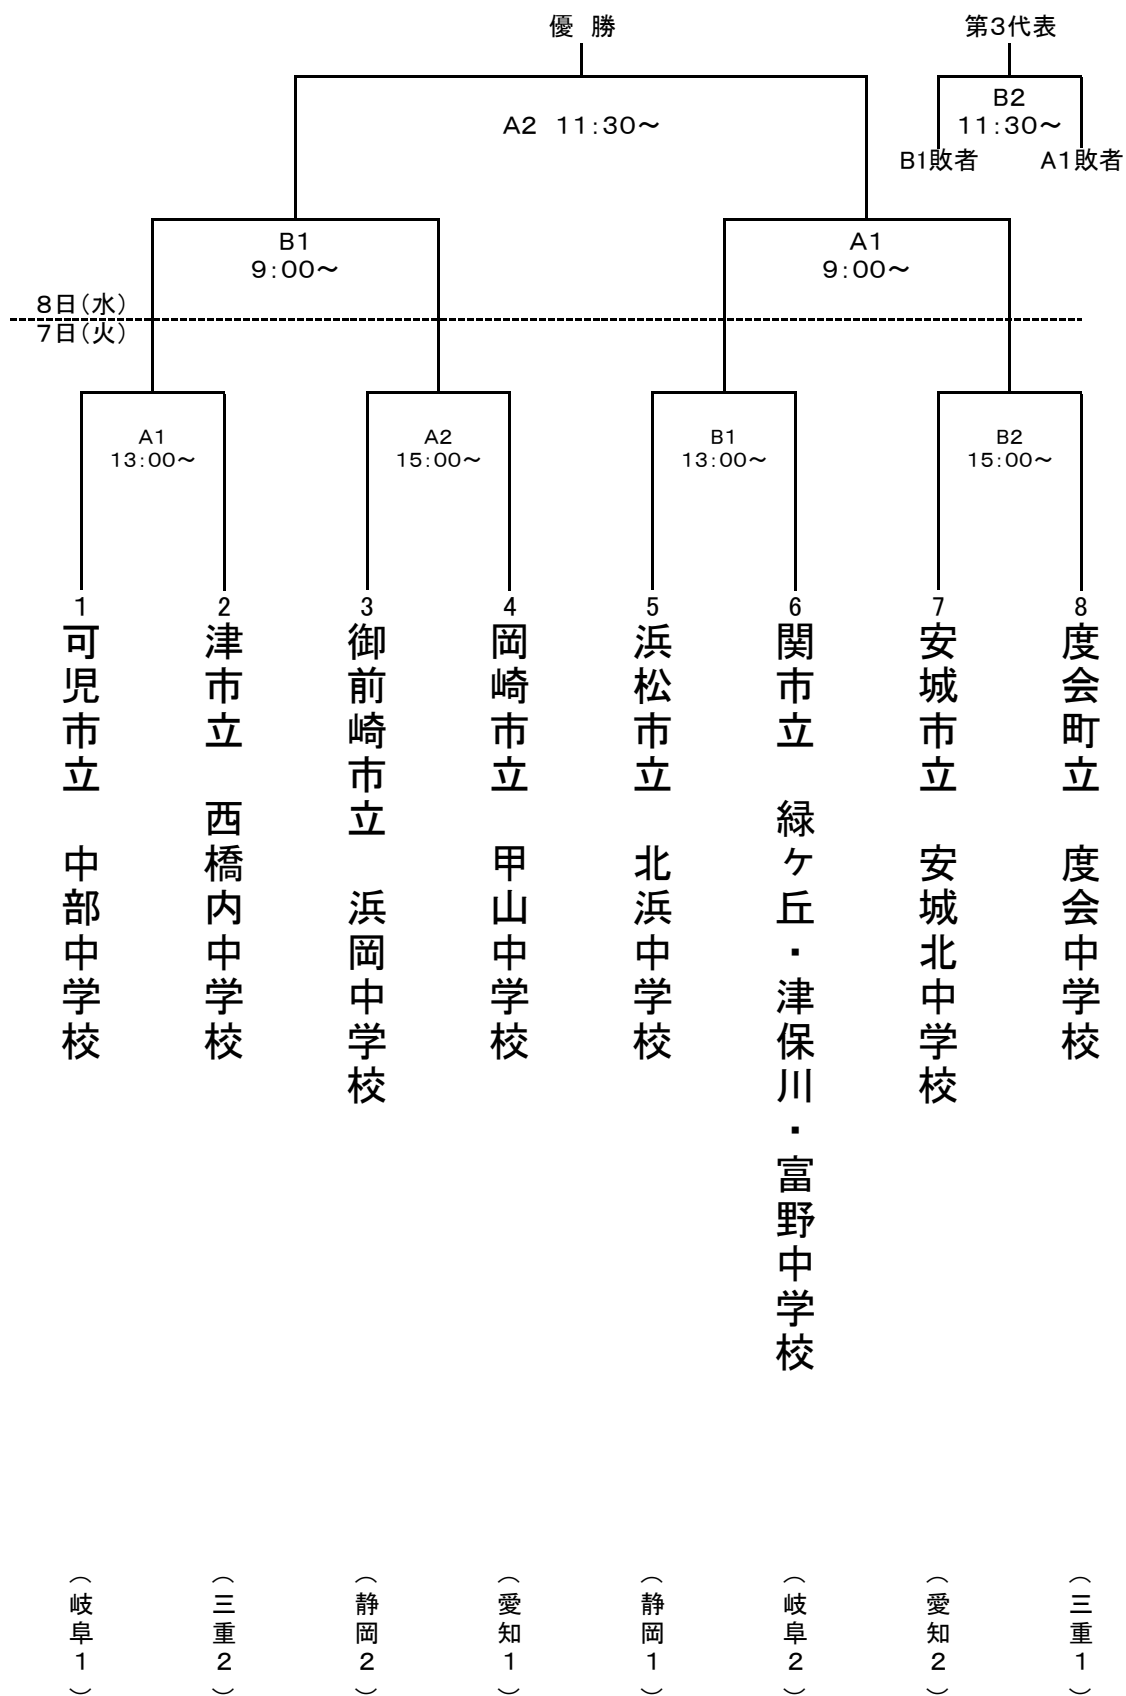 優 勝
第3代表
A2 11:30～
B2
11:30～
B1敗者
A1敗者
B1
9:00～
A1
9:00～
8日(水)
7日(火)
A1
13:00～
A2
15:00～
B1
13:00～
B2
15:00～
1
可児市立 中部中学校
(岐阜1)
2
津市立 西橋内中学校
(三重2)
3
御前崎市立 浜岡中学校
(静岡2)
4
岡崎市立 甲山中学校
(愛知1)
5
浜松市立 北浜中学校
(静岡1)
6
関市立 緑ヶ丘・津保川・富野中学校
(岐阜2)
7
安城市立 安城北中学校
(愛知2)
8
度会町立 度会中学校
(三重1)